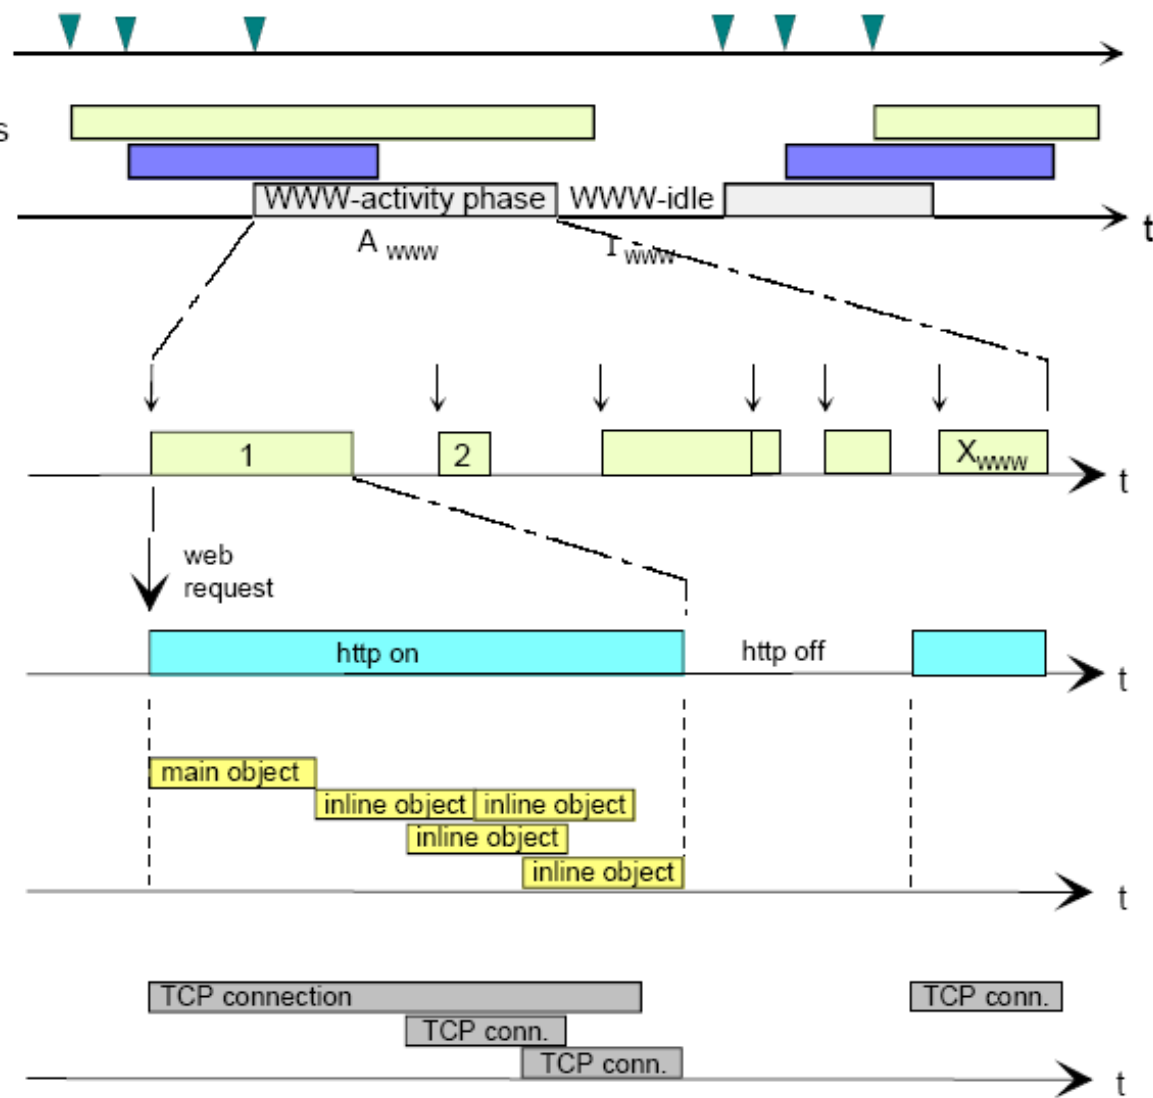 s
WWW-activity phase WWW-idle
t
A www I www
1 2 Xwww
t
web
request
http on http off
t
main object
inline object inline object
inline object
inline object
t
TCP connection TCP conn.
TCP conn.
TCP conn.
t